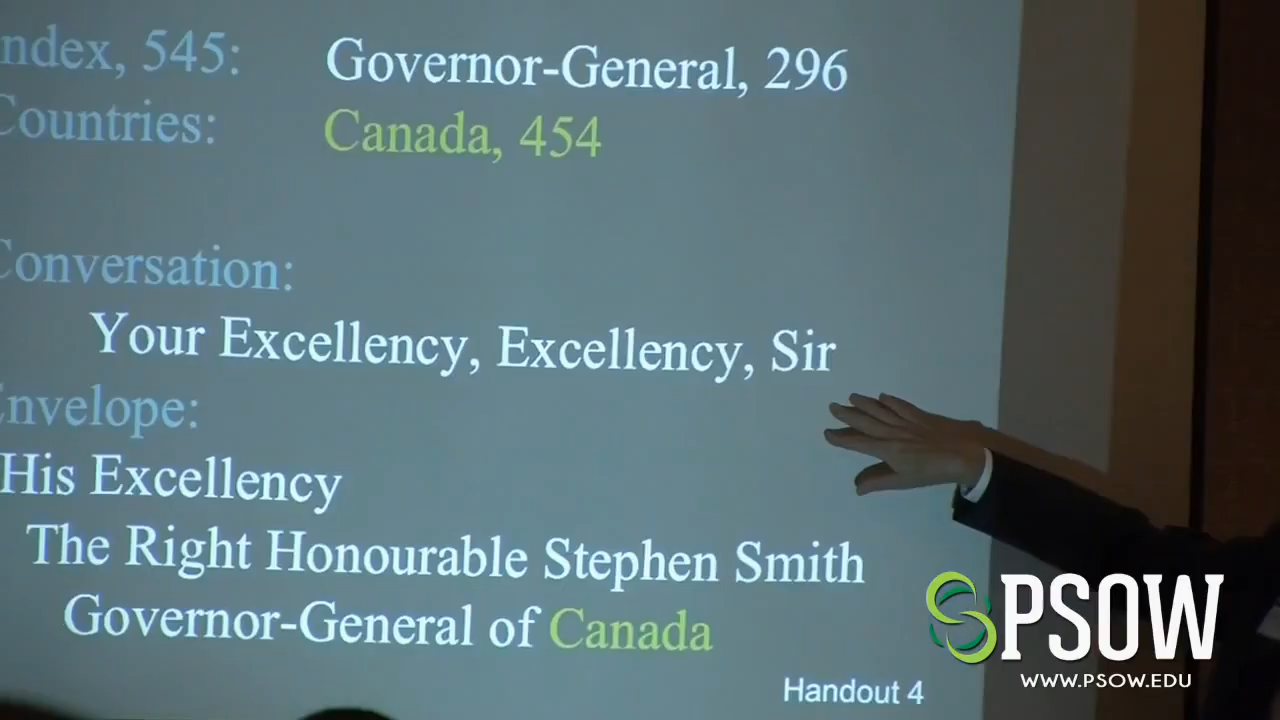 ndex, 545: Governor-General, 296
Countries: Canada, 454
Conversation:
Your Excellency, Excellency, Sir
Envelope:
His Excellency
The Right Honourable Stephen Smith
Governor-General of Canada
Handout 4
PSOW
WWW.PSOW.EDU